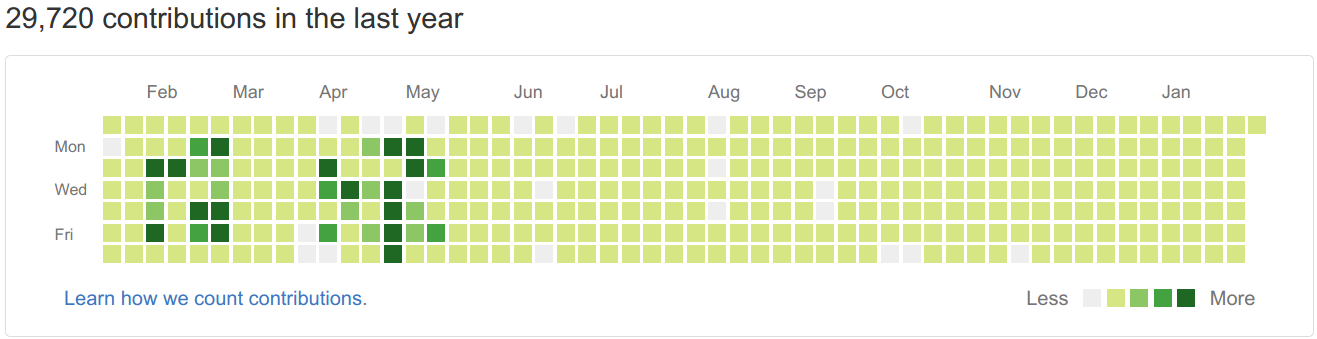 29,720 contributions in the last year
Feb Mar Apr May Jun Jul Aug Sep Oct Nov Dec Jan
Mon
Wed
Fri
Learn how we count contributions.
Less More